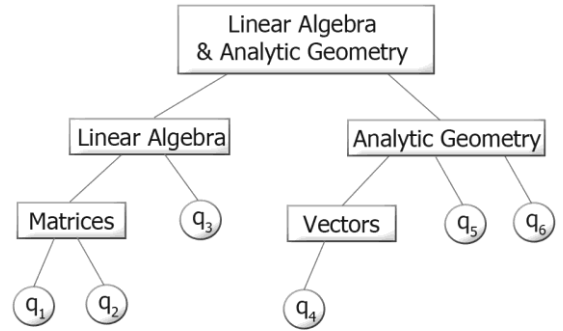 Linear Algebra
& Analytic Geometry
Linear Algebra
Analytic Geometry
Matrices
q₃
Vectors
q₅
q₆
q₁
q₂
q₄